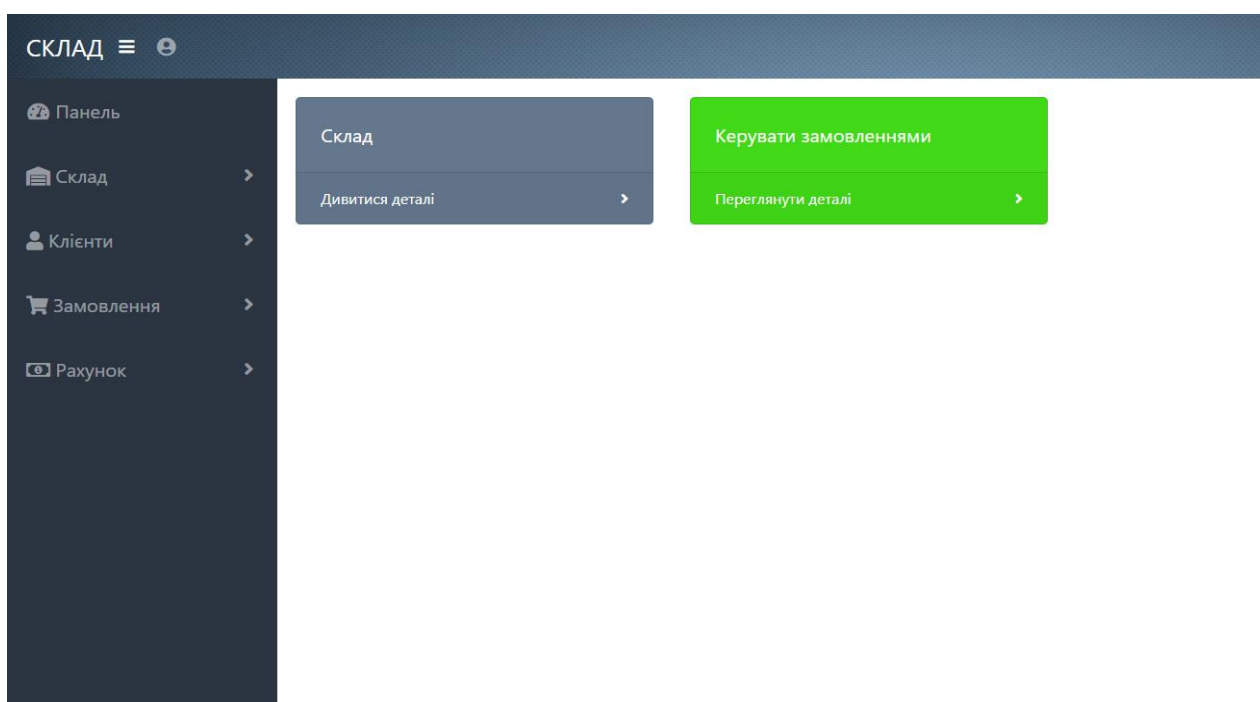 СКЛАД
Панель
Склад
Клієнти
Замовлення
Рахунок
Склад
Дивитися деталі
Керувати замовленнями
Переглянути деталі